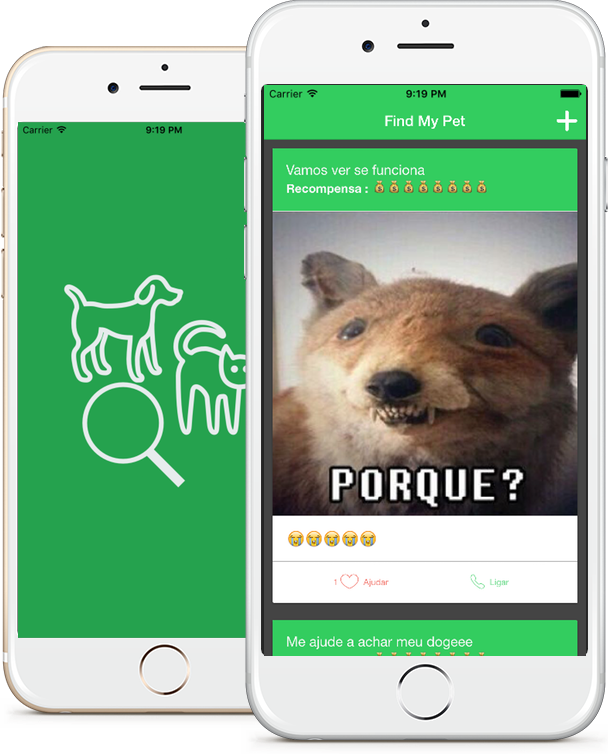 Carrier 9:19 PM
Carrier 9:19 PM
Find My Pet
Vamos ver se funciona
Recompensa : 💰💰💰💰💰💰💰💰
PORQUE?
😭😭😭😭😭
1 Ajudar Ligar
Me ajude a achar meu dogeee